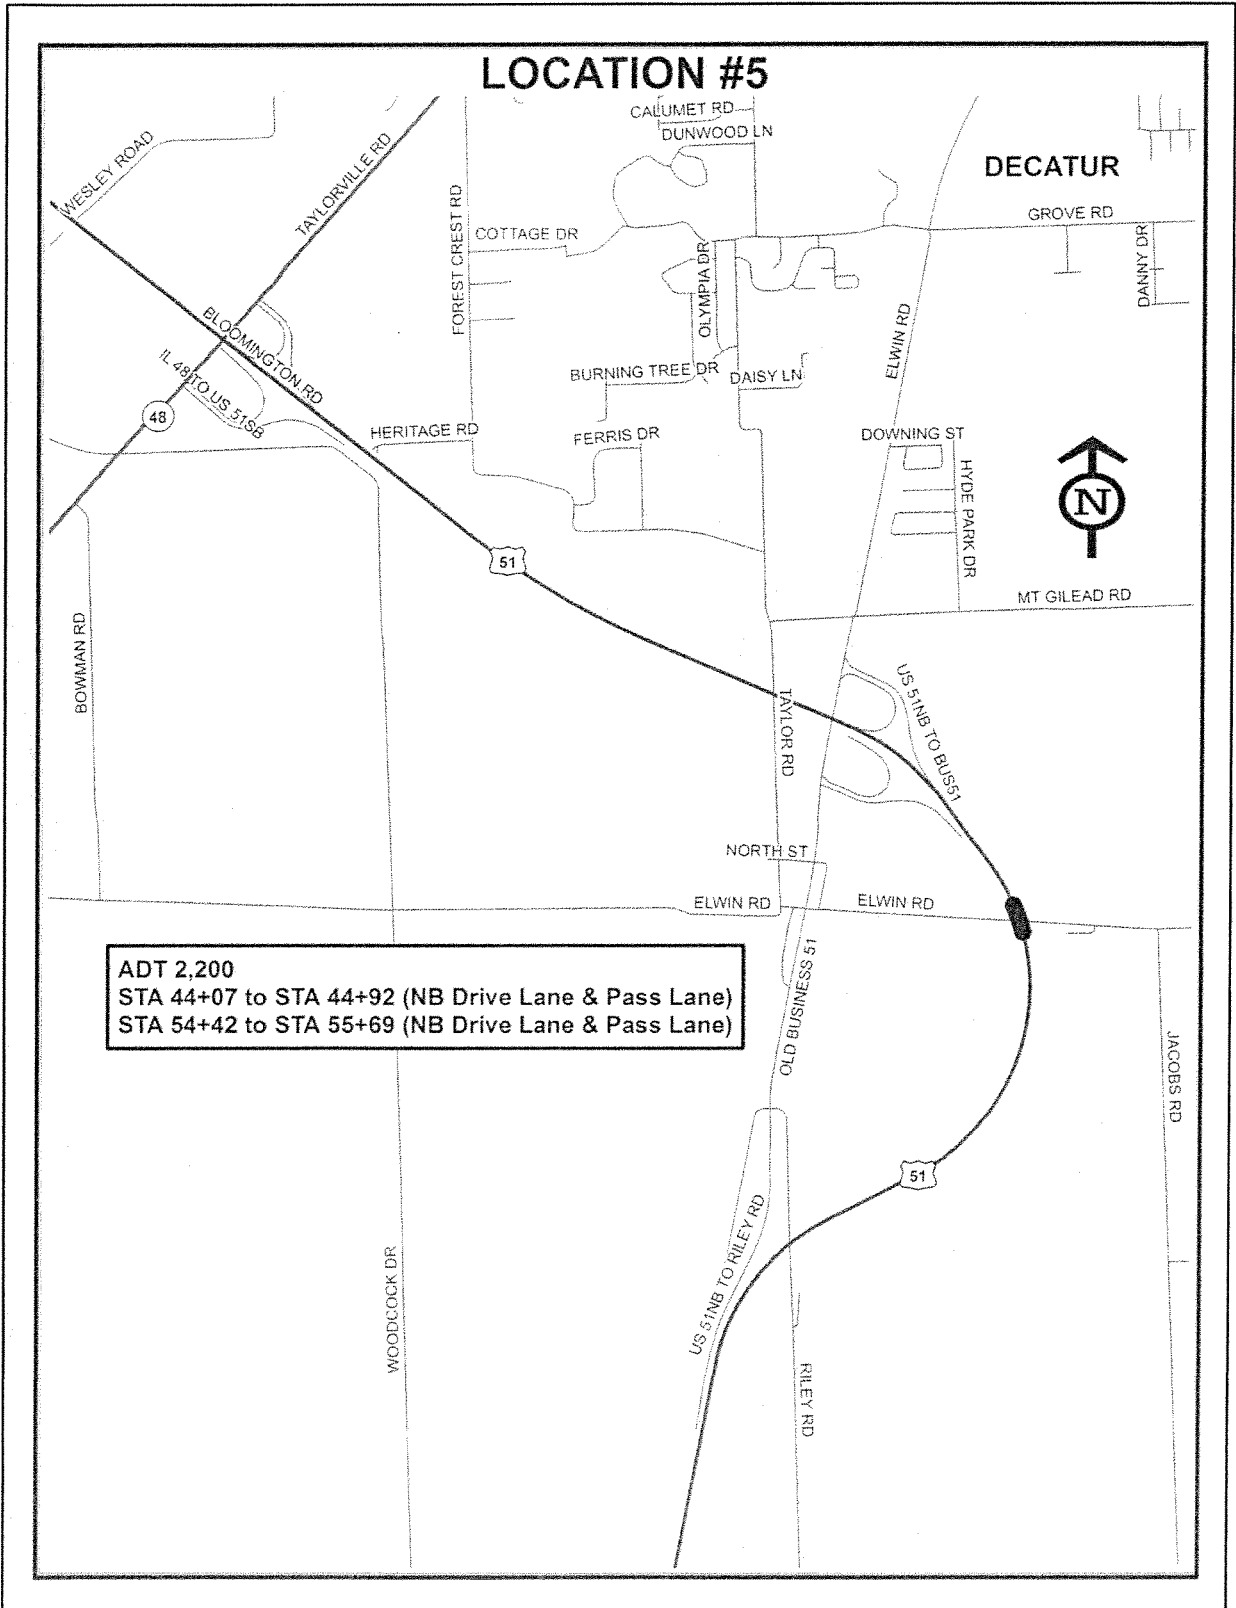 LOCATION #5
CALUMET RD
DUNWOOD LN
DECATUR
WESLEY ROAD
TAYLORVILLE RD
FOREST CREST RD
COTTAGE DR
GROVE RD
OLYMPIA DR
DANNY DR
ELWIN RD
BLOOMINGTON RD
IL 48 TO US 51SB
BURNING TREE DR
DAISY LN
48
HERITAGE RD
FERRIS DR
DOWNING ST
HYDE PARK DR
N
51
MT GILEAD RD
BOWMAN RD
TAYLOR RD
US 51NB TO BUS51
NORTH ST
ELWIN RD
ELWIN RD
ADT 2,200
STA 44+07 to STA 44+92 (NB Drive Lane & Pass Lane)
STA 54+42 to STA 55+69 (NB Drive Lane & Pass Lane)
OLD BUSINESS 51
JACOBS RD
51
US 51NB TO RILEY RD
WOODCOCK DR
RILEY RD